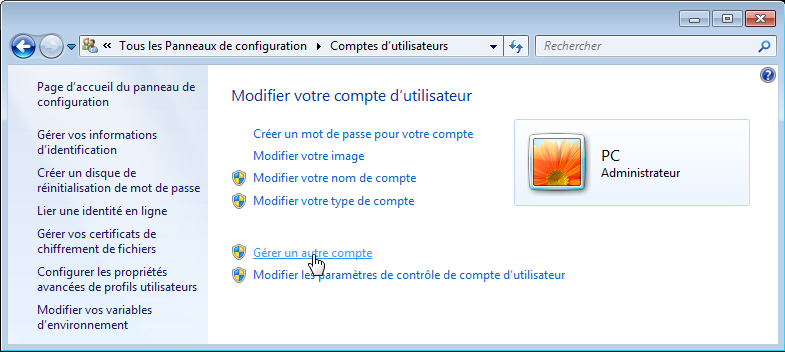 « Tous les Panneaux de configuration Comptes d'utilisateurs
Rechercher
Page d'accueil du panneau de
configuration
Gérer vos informations
d'identification
Créer un disque de
réinitialisation de mot de passe
Lier une identité en ligne
Gérer vos certificats de
chiffrement de fichiers
Configurer les propriétés
avancées de profils utilisateurs
Modifier vos variables
d'environnement
Modifier votre compte d'utilisateur
Créer un mot de passe pour votre compte
Modifier votre image
Modifier votre nom de compte
Modifier votre type de compte
Gérer un autre compte
Modifier les paramètres de contrôle de compte d'utilisateur
PC
Administrateur